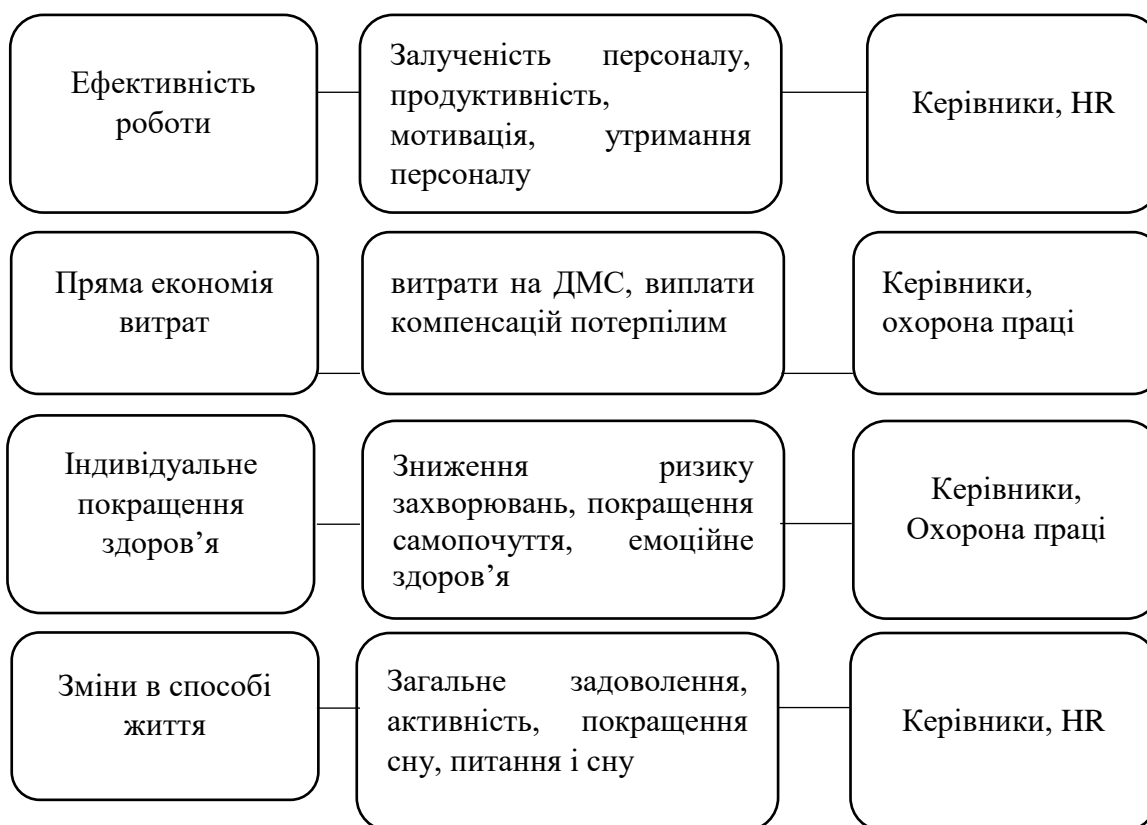 Ефективність
роботи
Залученість персоналу,
продуктивність,
мотивація, утримання
персоналу
Керівники, HR
Пряма економія
витрат
витрати на ДМС, виплати
компенсацій потерпілим
Керівники,
охорона праці
Індивідуальне
покращення
здоров’я
Зниження ризику
захворювань, покращення
самопочуття, емоційне
здоров’я
Керівники,
Охорона праці
Зміни в способі
життя
Загальне задоволення,
активність, покращення
сну, питання і сну
Керівники, HR